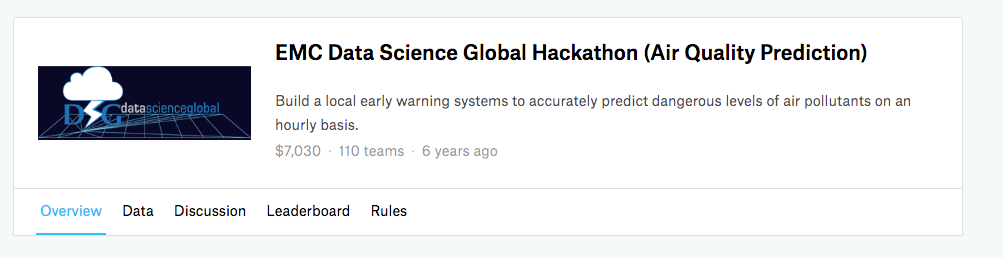 EMC Data Science Global Hackathon (Air Quality Prediction)
DSG datascienceglobal
Build a local early warning systems to accurately predict dangerous levels of air pollutants on an
hourly basis.
$7,030 · 110 teams · 6 years ago
Overview Data Discussion Leaderboard Rules